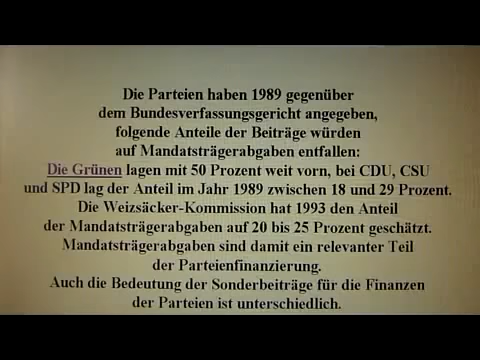 Die Parteien haben 1989 gegenüber
dem Bundesverfassungsgericht angegeben,
folgende Anteile der Beiträge würden
auf Mandatsträgerabgaben entfallen:
Die Grünen lagen mit 50 Prozent weit vorn, bei CDU, CSU
und SPD lag der Anteil im Jahr 1989 zwischen 18 und 29 Prozent.
Die Weizsäcker-Kommission hat 1993 den Anteil
der Mandatsträgerabgaben auf 20 bis 25 Prozent geschätzt.
Mandatsträgerabgaben sind damit ein relevanter Teil
der Parteienfinanzierung.
Auch die Bedeutung der Sonderbeiträge für die Finanzen
der Parteien ist unterschiedlich.